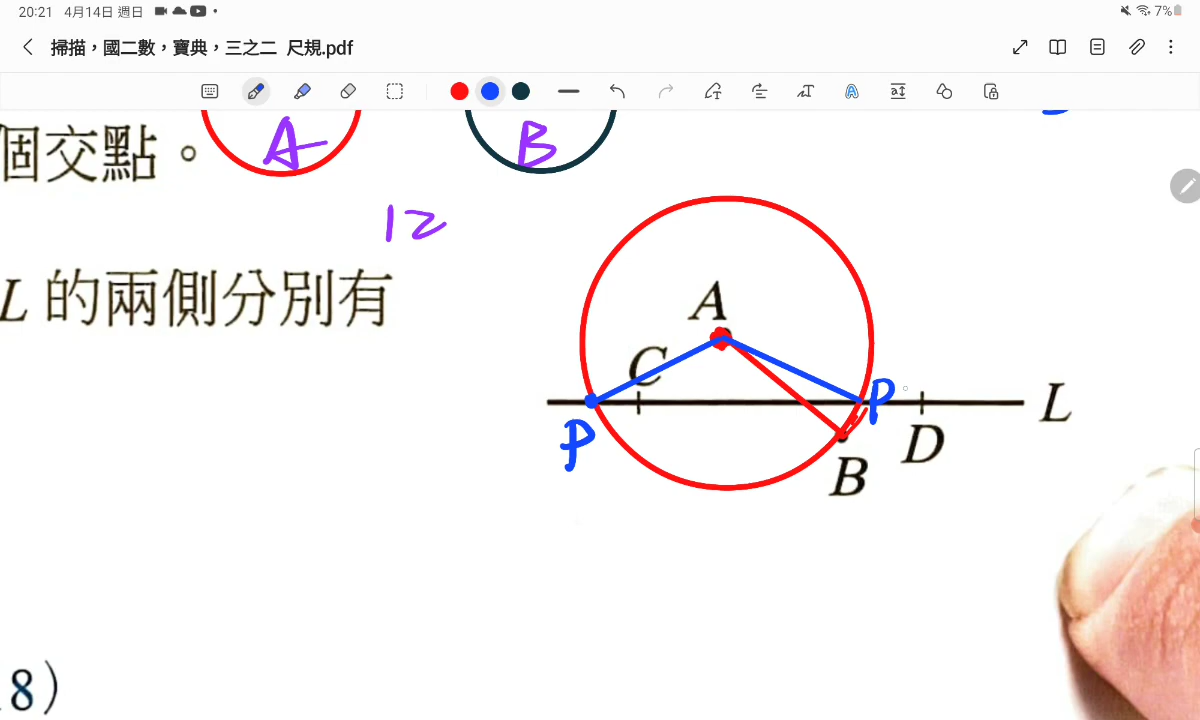 20:21 4月14日 週日
7%
掃描，國二數，寶典，三之二 尺規.pdf
個交點。
A
B
12
L 的兩側分別有
A
C
P
P
L
D
B
8)